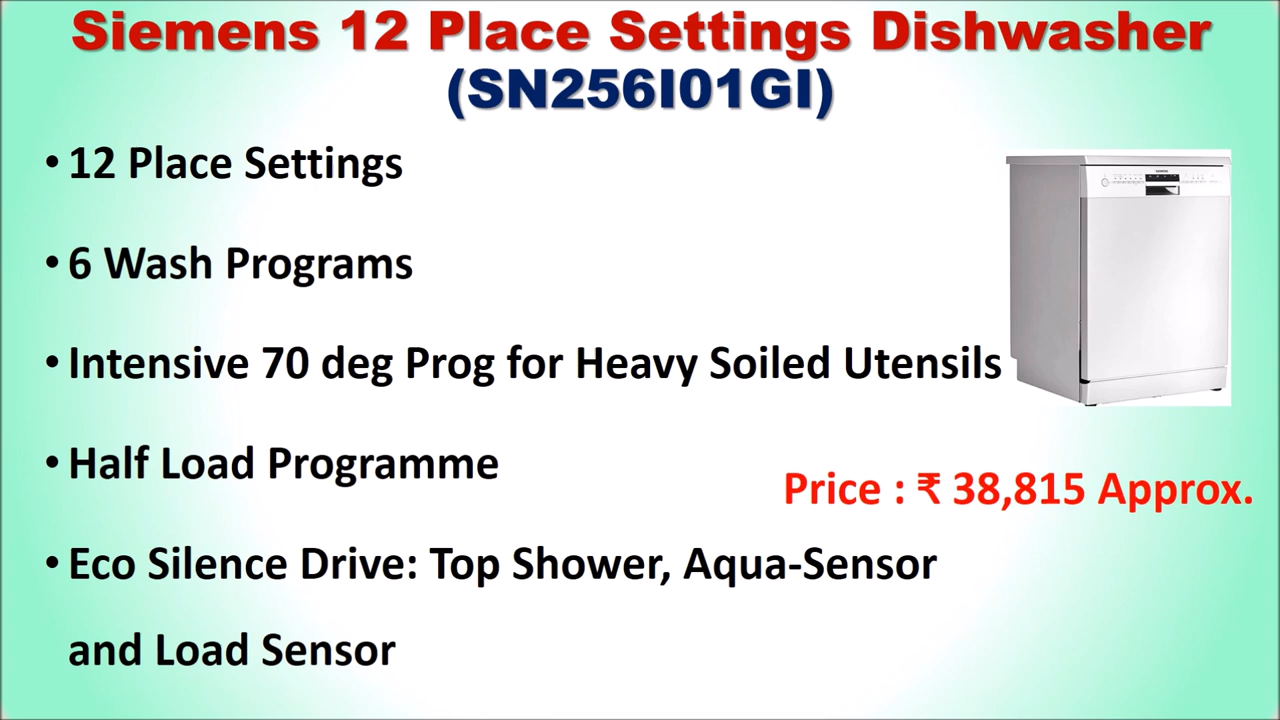 Siemens 12 Place Settings Dishwasher
(SN256I01GI)
• 12 Place Settings
• 6 Wash Programs
• Intensive 70 deg Prog for Heavy Soiled Utensils
• Half Load Programme
Price : ₹ 38,815 Approx.
• Eco Silence Drive: Top Shower, Aqua-Sensor
and Load Sensor